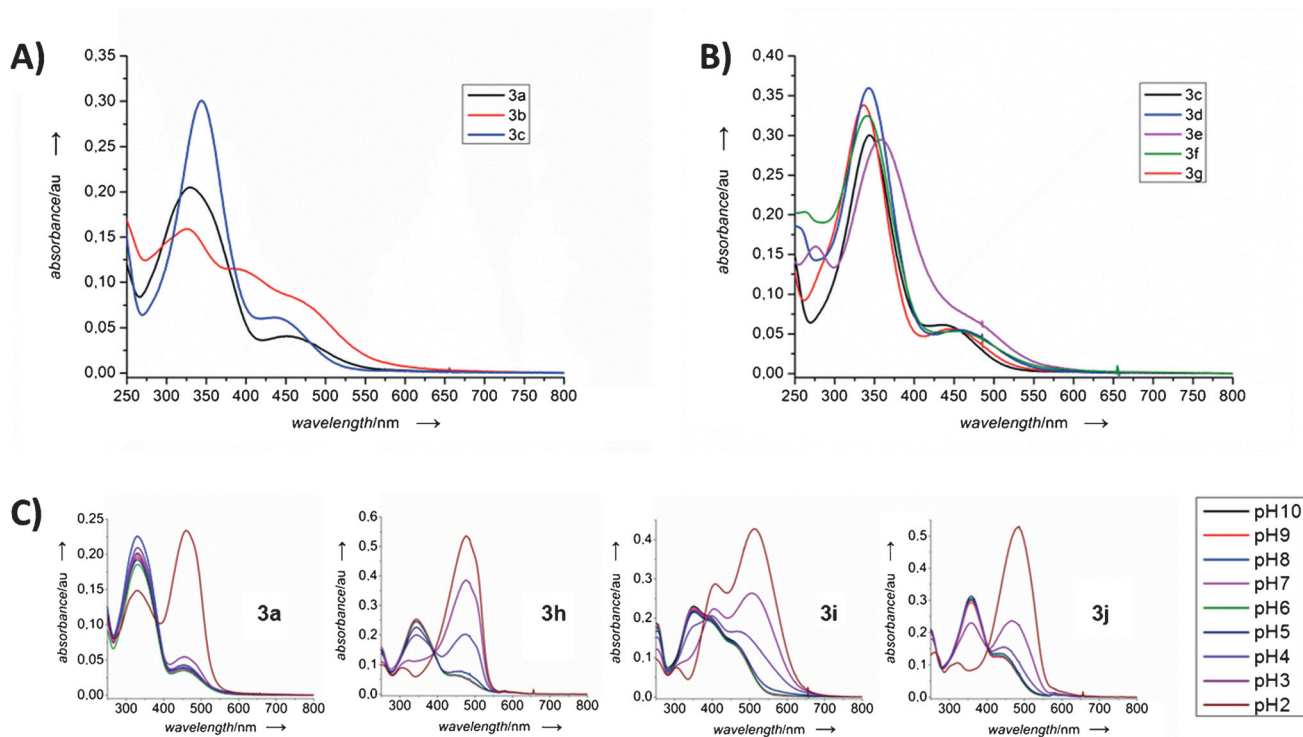 A)
0,35
0,30
0,25
0,20
0,15
0,10
0,05
0,00
absorbance/au →
250 300 350 400 450 500 550 600 650 700 750 800
wavelength/nm →
3a
3b
3c
B)
0,40
0,35
0,30
0,25
0,20
0,15
0,10
0,05
0,00
absorbance/au →
250 300 350 400 450 500 550 600 650 700 750 800
wavelength/nm →
3c
3d
3e
3f
3g
C)
0.25
0.20
0.15
0.10
0.05
0.00
absorbance/au →
300 400 500 600 700 800
wavelength/nm →
3a
0.6
0.5
0.4
0.3
0.2
0.1
0.0
absorbance/au →
300 400 500 600 700 800
wavelength/nm →
3h
0.4
0.3
0.2
0.1
0.0
absorbance/au →
300 400 500 600 700 800
wavelength/nm →
3i
0.5
0.4
0.3
0.2
0.1
0.0
absorbance/au →
300 400 500 600 700 800
wavelength/nm →
3j
pH10
pH9
pH8
pH7
pH6
pH5
pH4
pH3
pH2